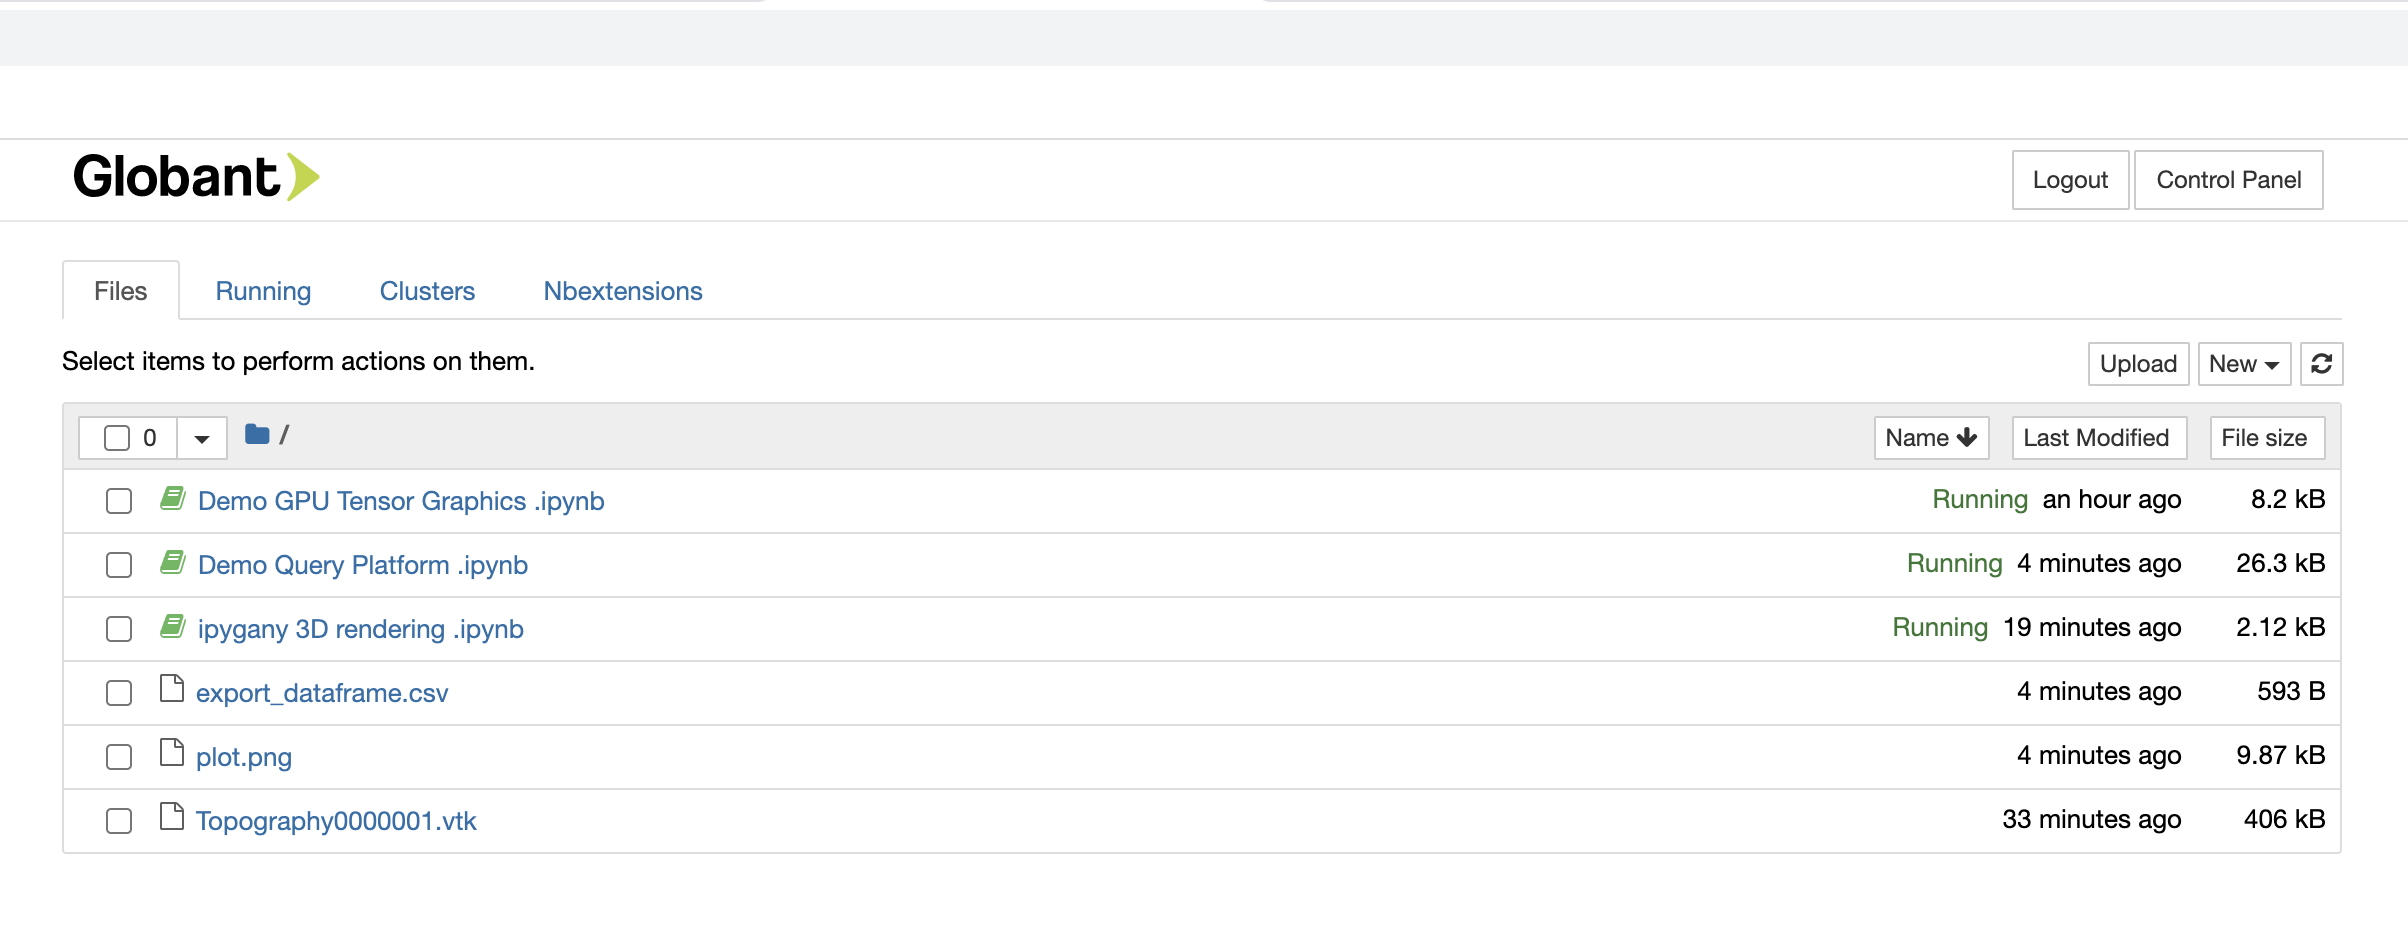 Globant
Logout Control Panel
Files Running Clusters Nbextensions
Select items to perform actions on them.
Upload New
0 / Name Last Modified File size
Demo GPU Tensor Graphics .ipynb Running an hour ago 8.2 kB
Demo Query Platform .ipynb Running 4 minutes ago 26.3 kB
ipygany 3D rendering .ipynb Running 19 minutes ago 2.12 kB
export_dataframe.csv 4 minutes ago 593 B
plot.png 4 minutes ago 9.87 kB
Topography0000001.vtk 33 minutes ago 406 kB